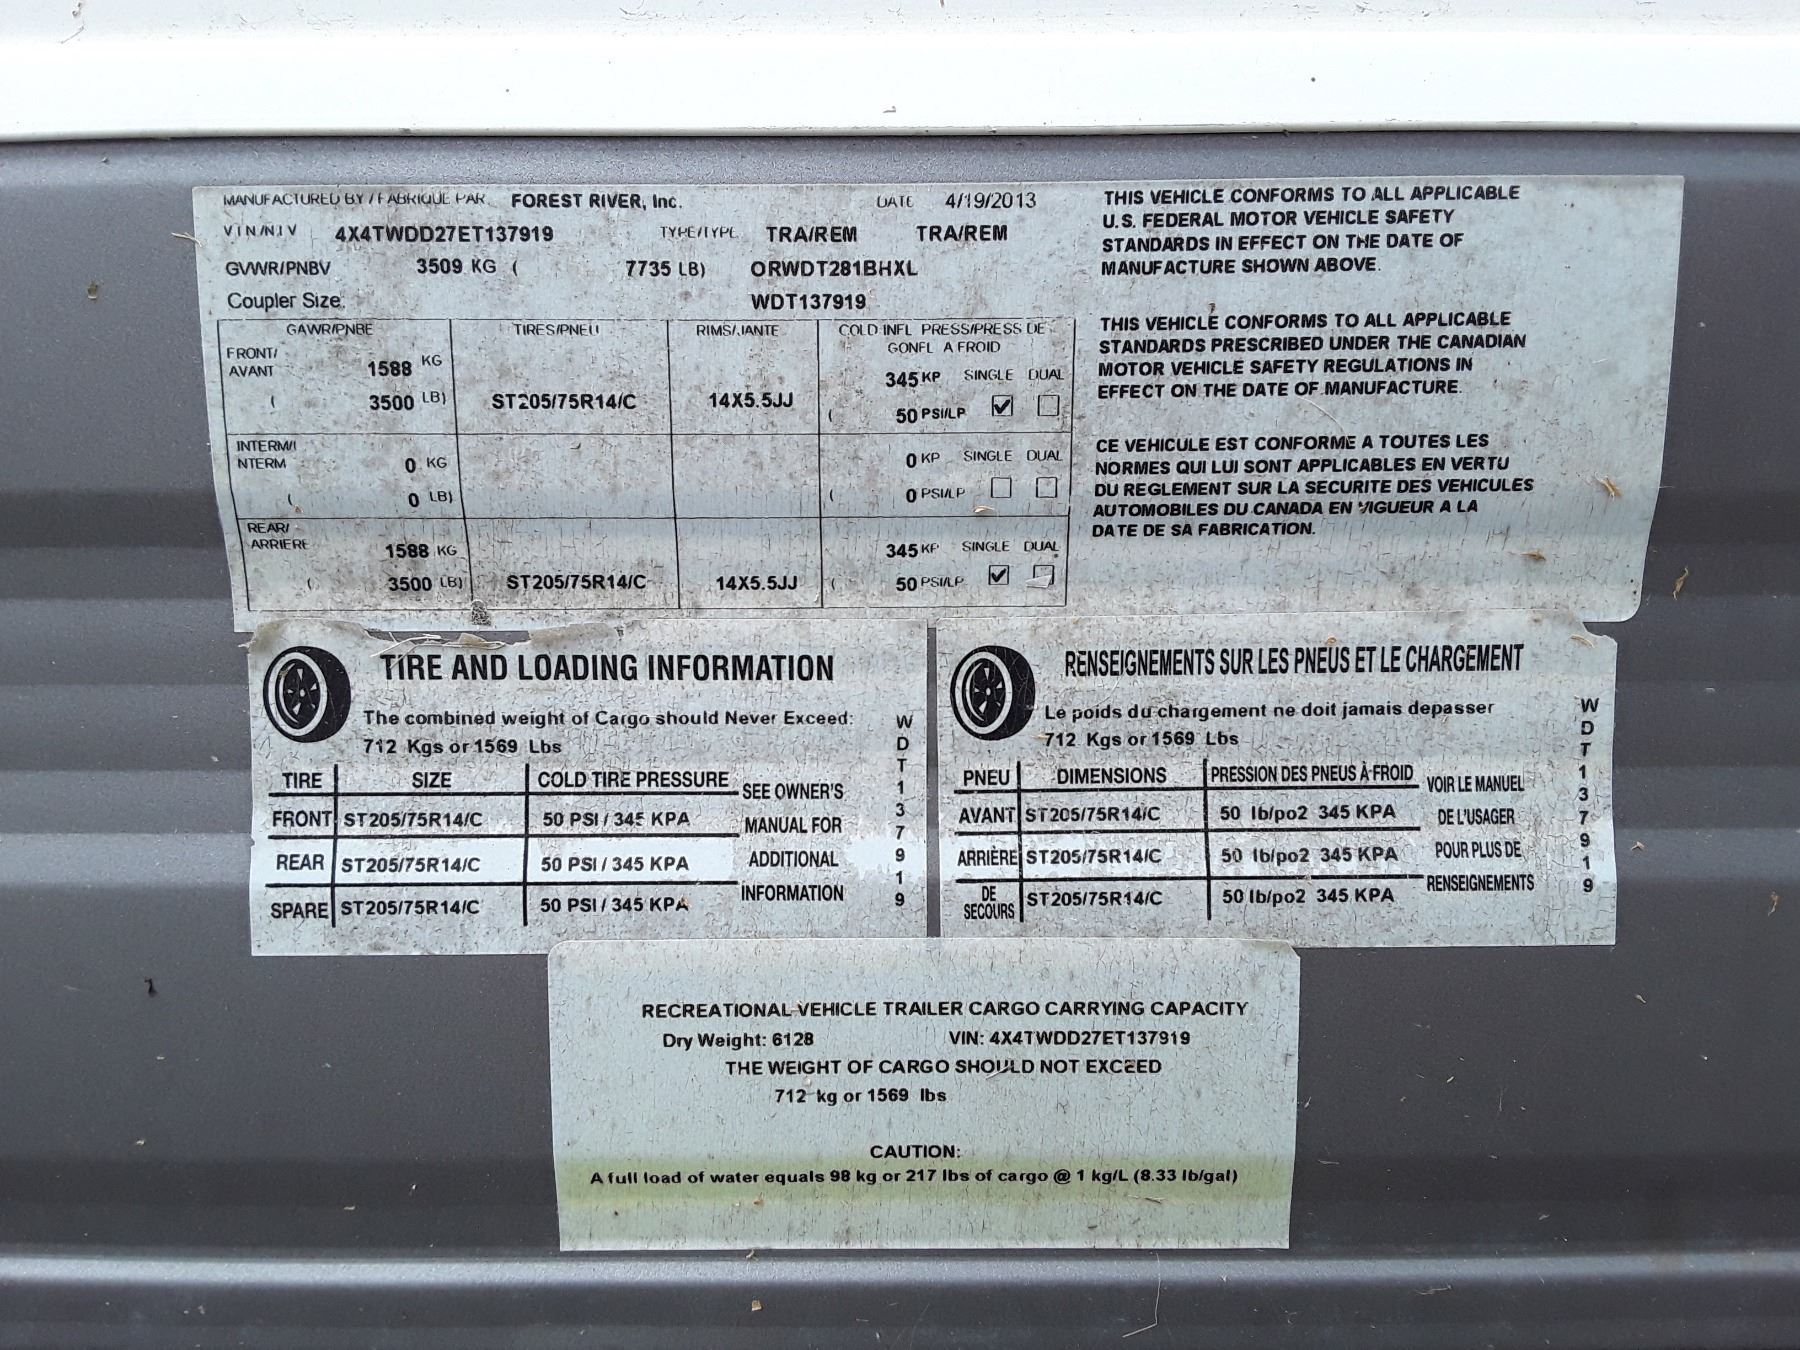 MANUFACTURED BY / FABRIQUE PAR FOREST RIVER, Inc. DATE 4/19/2013
VIN/N.I.V 4X4TWDD27ET137919 TYPE/TYPE TRA/REM TRA/REM
GVWR/PNBV 3509 KG ( 7735 LB) ORWDT281BHXL
Coupler Size: WDT137919
GAWR/PNBE TIRES/PNEU RIMS/JANTE COLD INFL PRESS/PRESS DE
GONFL A FROID
FRONT/
AVANT 1588 KG 345 KP SINGLE DUAL
( 3500 LB) ST205/75R14/C 14X5.5JJ ( 50 PSI/LP
INTERM/I
NTERM 0 KG 0 KP SINGLE DUAL
( 0 LB) ( 0 PSI/LP
REAR/
ARRIERE 1588 KG 345 KP SINGLE DUAL
( 3500 LB) ST205/75R14/C 14X5.5JJ ( 50 PSI/LP
THIS VEHICLE CONFORMS TO ALL APPLICABLE
U.S. FEDERAL MOTOR VEHICLE SAFETY
STANDARDS IN EFFECT ON THE DATE OF
MANUFACTURE SHOWN ABOVE.
THIS VEHICLE CONFORMS TO ALL APPLICABLE
STANDARDS PRESCRIBED UNDER THE CANADIAN
MOTOR VEHICLE SAFETY REGULATIONS IN
EFFECT ON THE DATE OF MANUFACTURE.
CE VEHICULE EST CONFORME A TOUTES LES
NORMES QUI LUI SONT APPLICABLES EN VERTU
DU REGLEMENT SUR LA SECURITE DES VEHICULES
AUTOMOBILES DU CANADA EN VIGUEUR A LA
DATE DE SA FABRICATION.
TIRE AND LOADING INFORMATION
The combined weight of Cargo should Never Exceed:
712 Kgs or 1569 Lbs
TIRE SIZE COLD TIRE PRESSURE
FRONT ST205/75R14/C 50 PSI / 345 KPA
REAR ST205/75R14/C 50 PSI / 345 KPA
SPARE ST205/75R14/C 50 PSI / 345 KPA
SEE OWNER'S
MANUAL FOR
ADDITIONAL
INFORMATION
WDT137919
RENSEIGNEMENTS SUR LES PNEUS ET LE CHARGEMENT
Le poids du chargement ne doit jamais depasser
712 Kgs or 1569 Lbs
PNEU DIMENSIONS PRESSION DES PNEUS À FROID
AVANT ST205/75R14/C 50 lb/po2 345 KPA
ARRIÈRE ST205/75R14/C 50 lb/po2 345 KPA
DE
SECOURS ST205/75R14/C 50 lb/po2 345 KPA
VOIR LE MANUEL
DE L'USAGER
POUR PLUS DE
RENSEIGNEMENTS
WDT137919
RECREATIONAL VEHICLE TRAILER CARGO CARRYING CAPACITY
Dry Weight: 6128 VIN: 4X4TWDD27ET137919
THE WEIGHT OF CARGO SHOULD NOT EXCEED
712 kg or 1569 lbs
CAUTION:
A full load of water equals 98 kg or 217 lbs of cargo @ 1 kg/L (8.33 lb/gal)